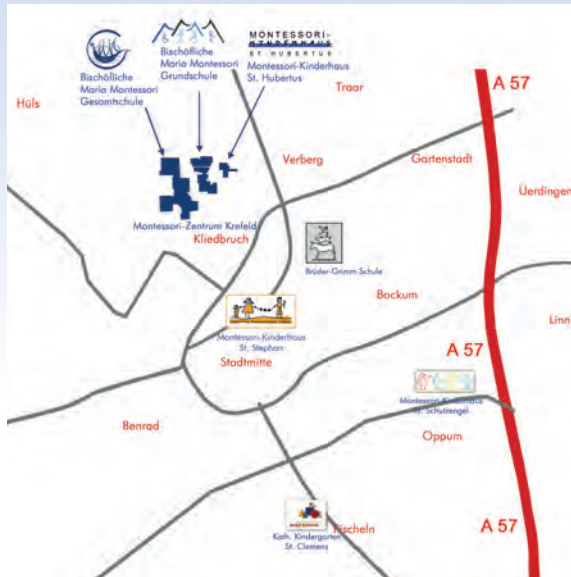 MONTESSORI-
KINDERHAUS
ST. HUBERTUS
Bischöfliche
Maria Montessori
Gesamtschule
Bischöfliche
Maria Montessori
Grundschule
Montessori-Kinderhaus
St. Hubertus
A 57
Hüls
Traar
Verberg
Gartenstadt
Üerdingen
Montessori-Zentrum Krefeld
Kliedbruch
Brüder-Grimm-Schule
Bockum
Linn
Montessori-Kinderhaus
St. Stephan
Stadtmitte
A 57
Montessori-Kinderhaus
Schutzengel
Benrad
Oppum
A 57
Fischeln
Kath. Kindergarten
St. Clemens